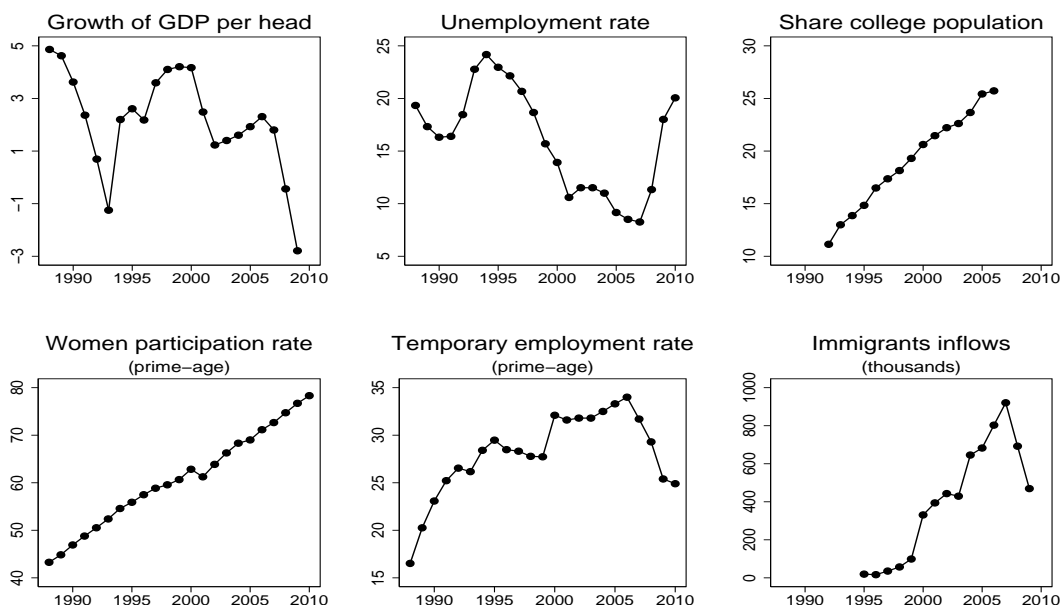 Growth of GDP per head
5
3
1
−1
−3
1990 1995 2000 2005 2010
Unemployment rate
25
20
15
10
5
1990 1995 2000 2005 2010
Share college population
30
25
20
15
10
1990 1995 2000 2005 2010
Women participation rate
(prime−age)
80
70
60
50
40
1990 1995 2000 2005 2010
Temporary employment rate
(prime−age)
35
30
25
20
15
1990 1995 2000 2005 2010
Immigrants inflows
(thousands)
1000
800
600
400
200
0
1990 1995 2000 2005 2010